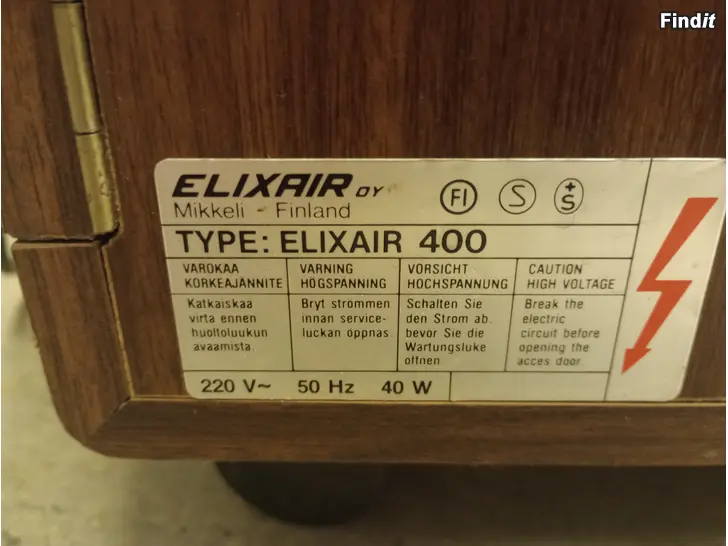 Findit
ELIXAIR OY
Mikkeli - Finland
FI
S
+
S
TYPE: ELIXAIR 400
VAROKAA
KORKEAJÄNNITE
Katkaiskaa
virta ennen
huoltoluukun
avaamista.
VARNING
HÖGSPANNING
Bryt strommen
innan service-
luckan öppnas.
VORSICHT
HOCHSPANNUNG
Schalten Sie
den Strom ab.
bevor Sie die
Wartungsluke
öffnen.
CAUTION
HIGH VOLTAGE
Break the
electric
circuit before
opening the
acces door.
220 V~ 50 Hz 40 W